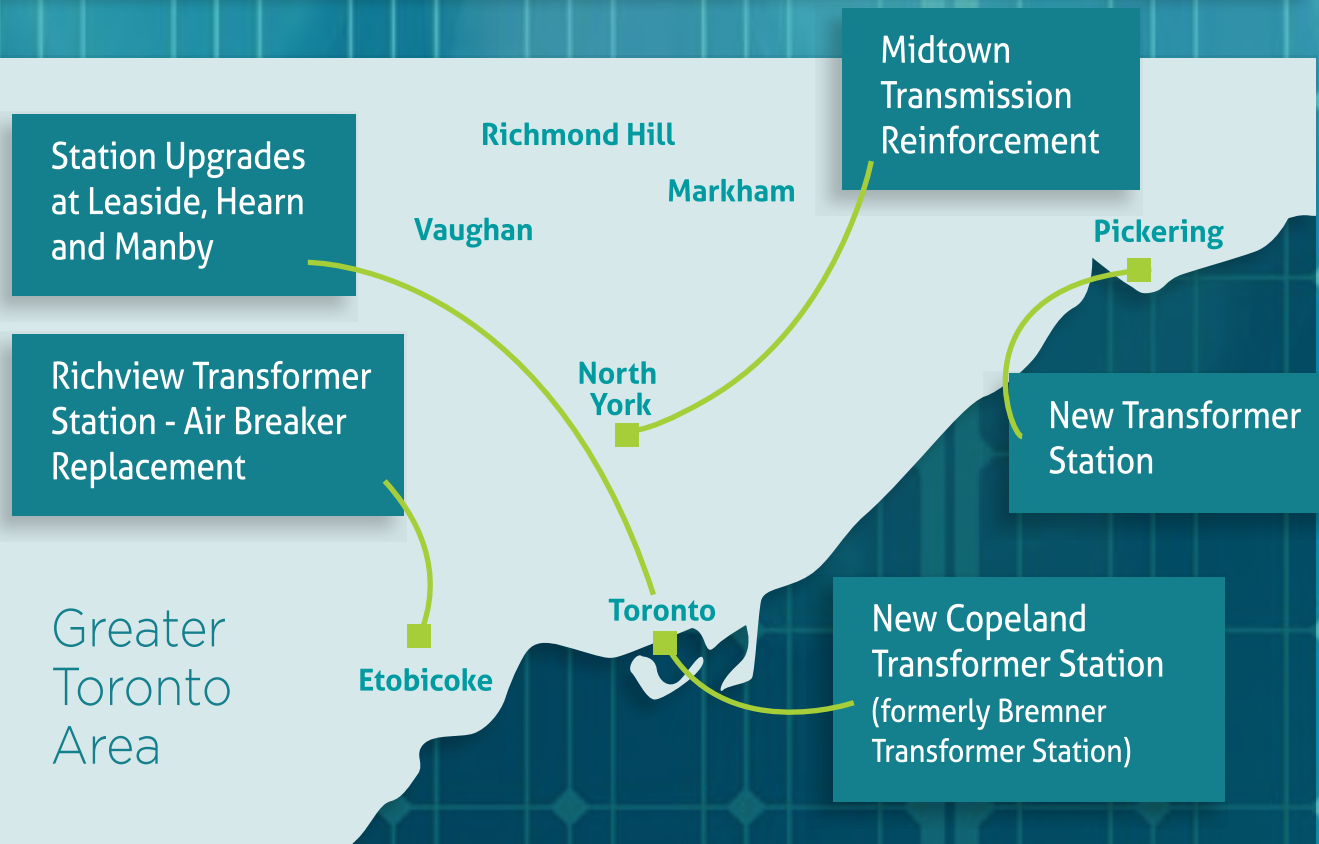 Midtown
Transmission
Reinforcement
Station Upgrades
at Leaside, Hearn
and Manby
Richmond Hill
Markham
Vaughan
Pickering
Richview Transformer
Station - Air Breaker
Replacement
North
York
New Transformer
Station
Greater
Toronto
Area
Toronto
Etobicoke
New Copeland
Transformer Station
(formerly Bremner
Transformer Station)